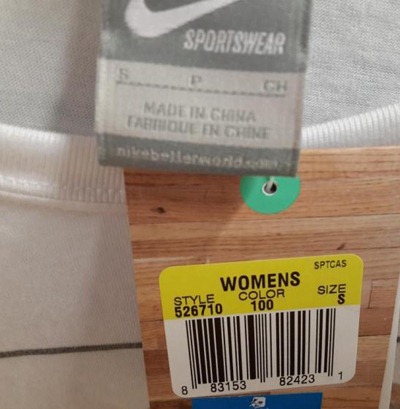 SPORTSWEAR
S P CH
MADE IN CHINA
FABRIQUÉ EN CHINE
nikebetterworld.com
SPTCAS
WOMENS
STYLE COLOR SIZE
526710 100 S
8 83153 82423 1